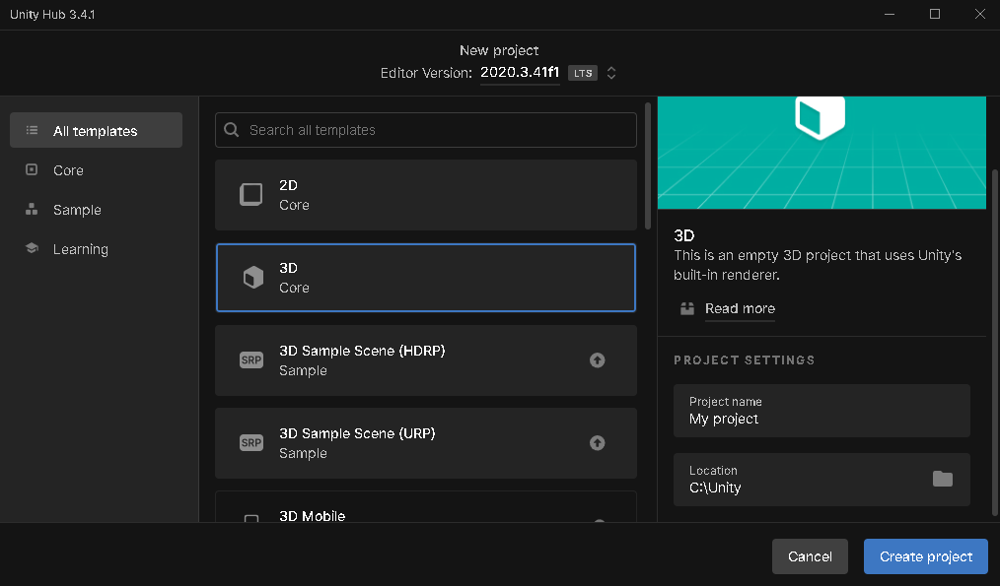 Unity Hub 3.4.1
New project
Editor Version: 2020.3.41f1 LTS
All templates
Core
Sample
Learning
Search all templates
2D
Core
3D
Core
SRP
3D Sample Scene (HDRP)
Sample
SRP
3D Sample Scene (URP)
Sample
3D Mobile
3D
This is an empty 3D project that uses Unity's
built-in renderer.
Read more
PROJECT SETTINGS
Project name
My project
Location
C:\Unity
Cancel
Create project